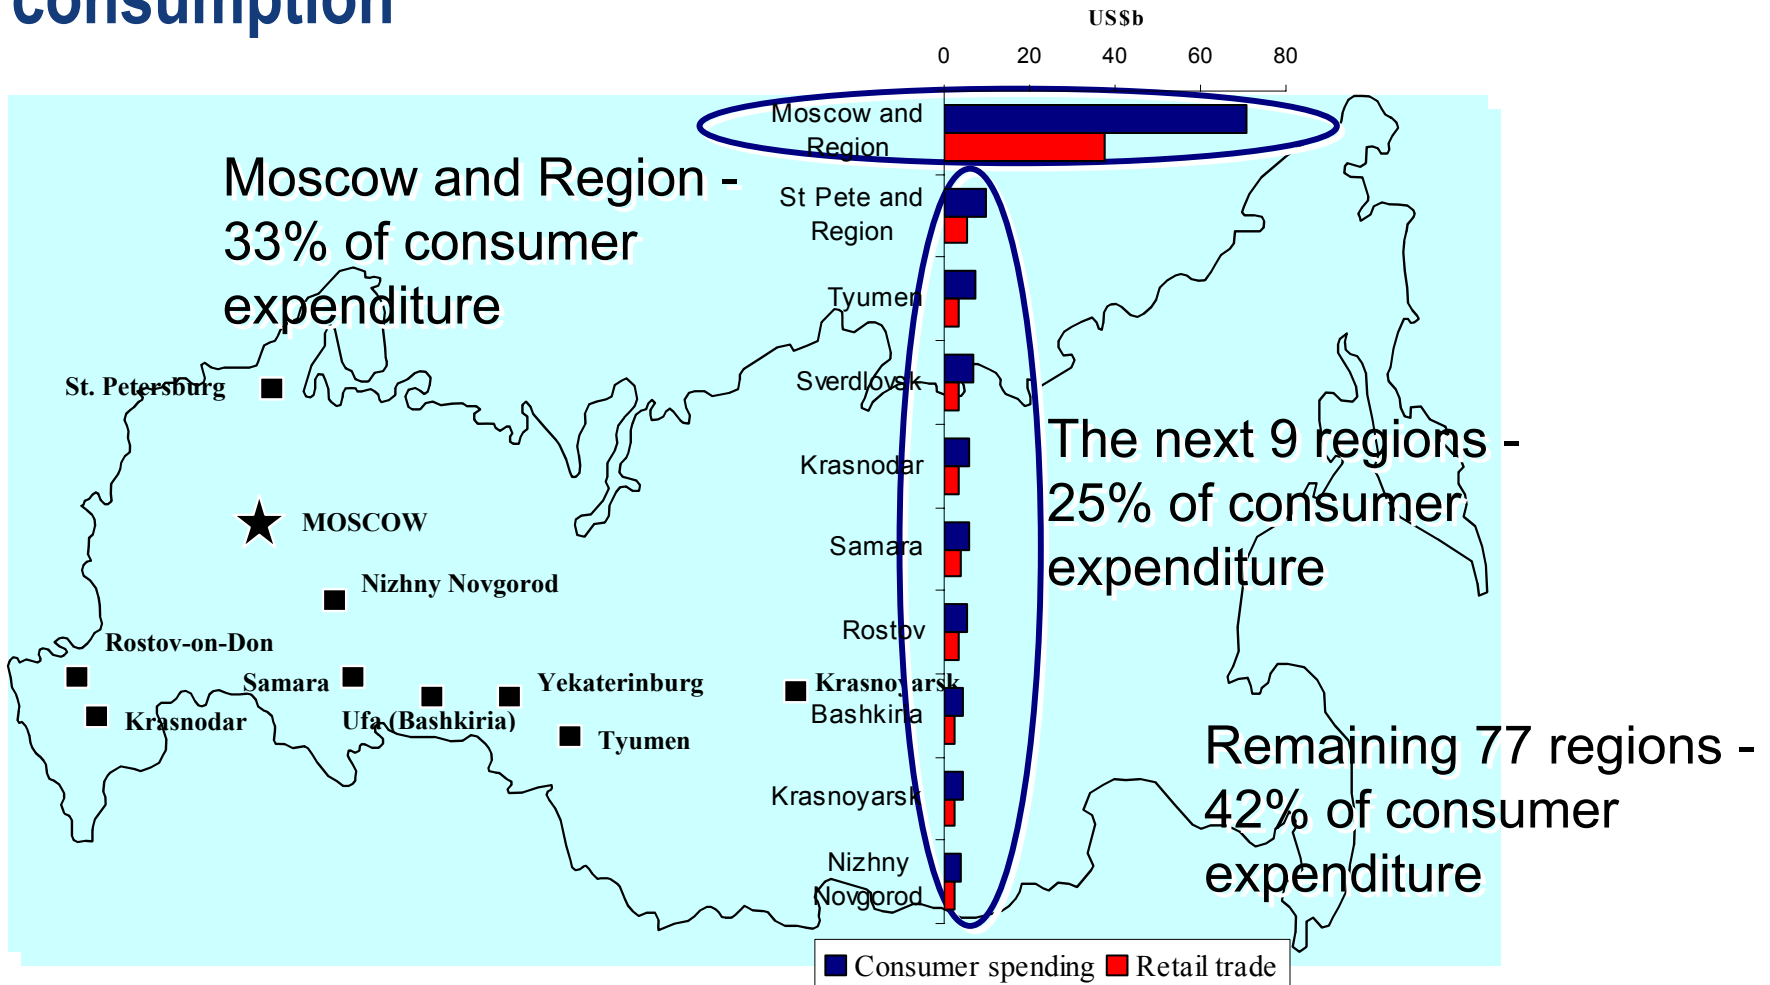 consumption
US$b
0 20 40 60 80
Moscow and
Region
St Pete and
Region
Tyumen
Sverdlovsk
Krasnodar
Samara
Rostov
Bashkiria
Krasnoyarsk
Nizhny
Novgorod
Moscow and Region -
33% of consumer
expenditure
St. Petersburg
MOSCOW
Nizhny Novgorod
Rostov-on-Don
Samara
Krasnodar
Ufa (Bashkiria)
Yekaterinburg
Tyumen
Krasnoyarsk
The next 9 regions -
25% of consumer
expenditure
Remaining 77 regions -
42% of consumer
expenditure
Consumer spending Retail trade